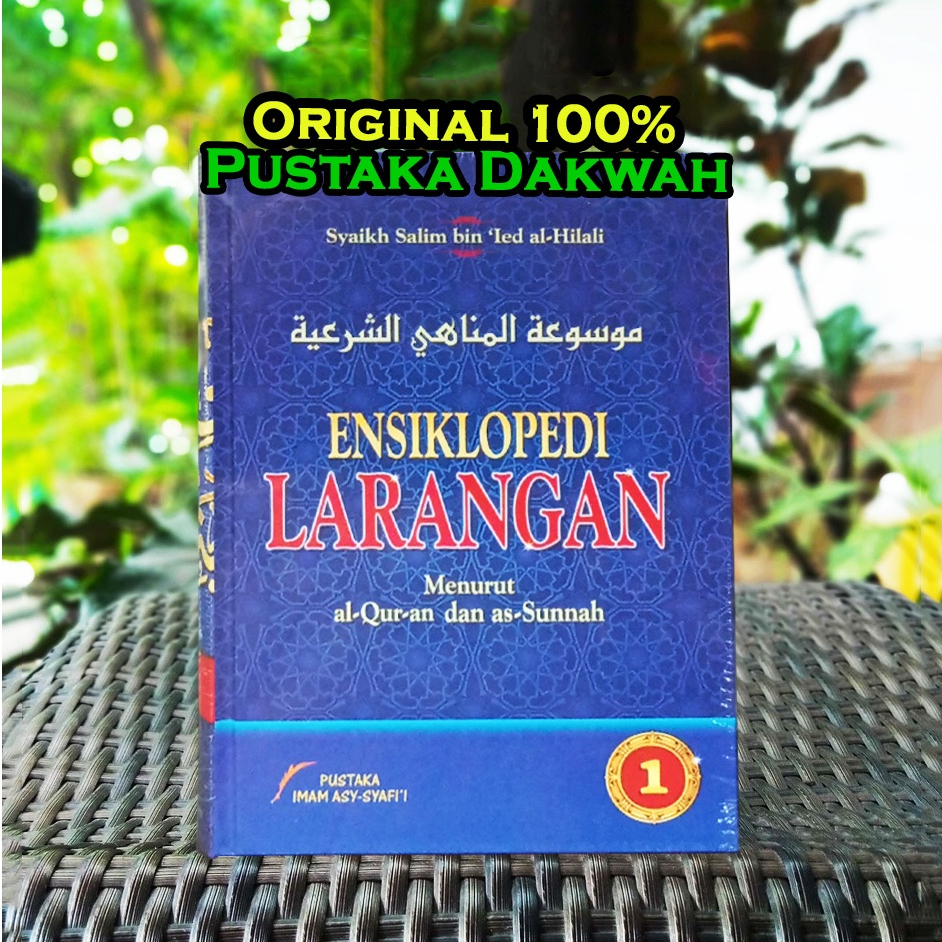 ORIGINAL 100%
PUSTAKA DAKWAH
Syaikh Salim bin 'Ied al-Hilali
موسوعة المناهي الشرعية
ENSIKLOPEDI
LARANGAN
Menurut
al-Qur-an dan as-Sunnah
PUSTAKA
IMAM ASY-SYAFI'I
1